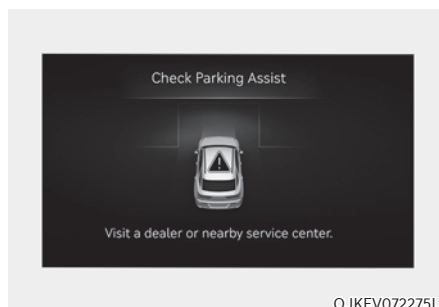 Check Parking Assist
Visit a dealer or nearby service center.
OJKEV072275L